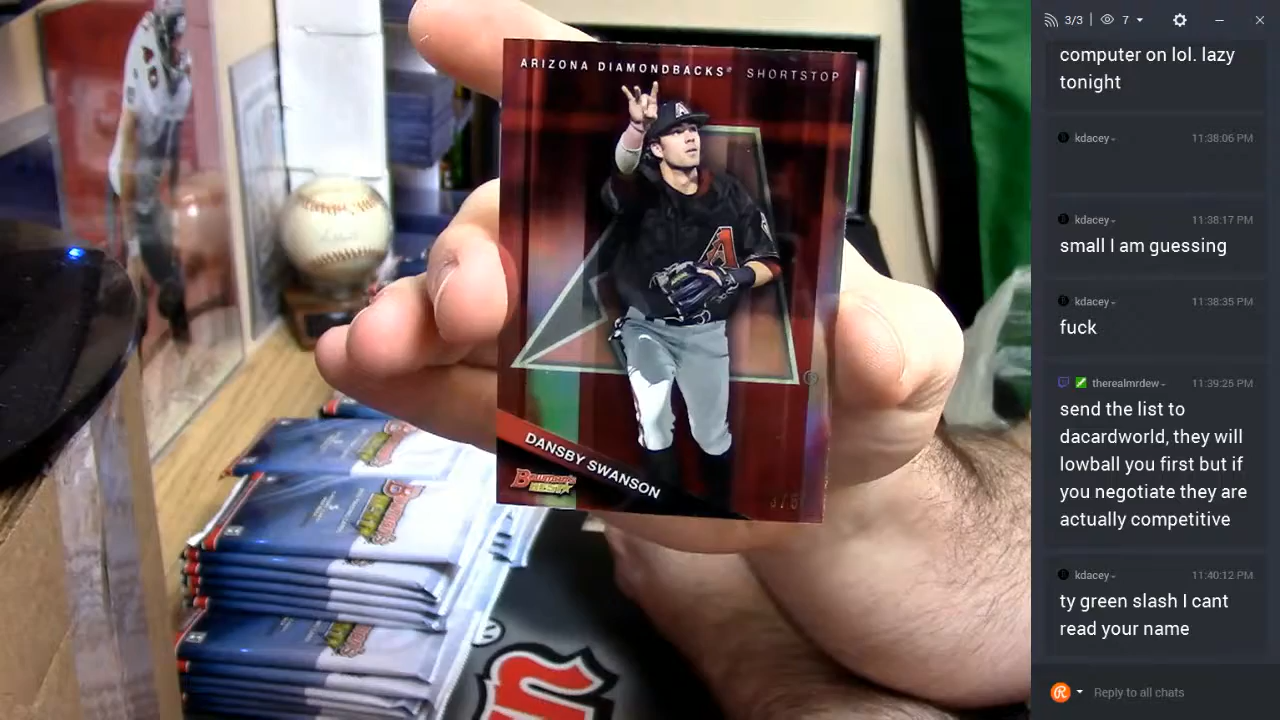 ARIZONA DIAMONDBACKS® SHORTSTOP
A
A
DANSBY SWANSON
BOWMAN'S
BEST
3/5
3/3 | 7
computer on lol. lazy
tonight
kdacey
11:38:06 PM
kdacey
11:38:17 PM
small I am guessing
kdacey
11:38:35 PM
fuck
therealmrdew
11:39:25 PM
send the list to
dacardworld, they will
lowball you first but if
you negotiate they are
actually competitive
kdacey
11:40:12 PM
ty green slash I cant
read your name
Reply to all chats